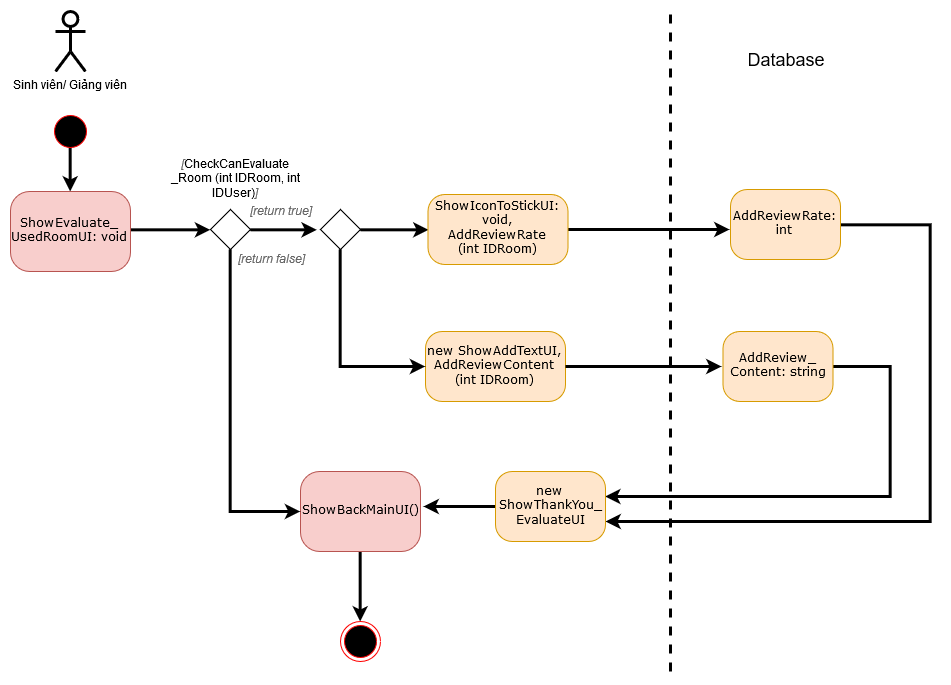 Sinh viên/ Giảng viên
Database
[CheckCanEvaluate
_Room (int IDRoom, int
IDUser)]
[return true]
[return false]
ShowEvaluate_
UsedRoomUI: void
ShowIconToStickUI:
void,
AddReviewRate
(int IDRoom)
AddReviewRate:
int
new ShowAddTextUI,
AddReviewContent
(int IDRoom)
AddReview_
Content: string
ShowBackMainUI()
new
ShowThankYou_
EvaluateUI